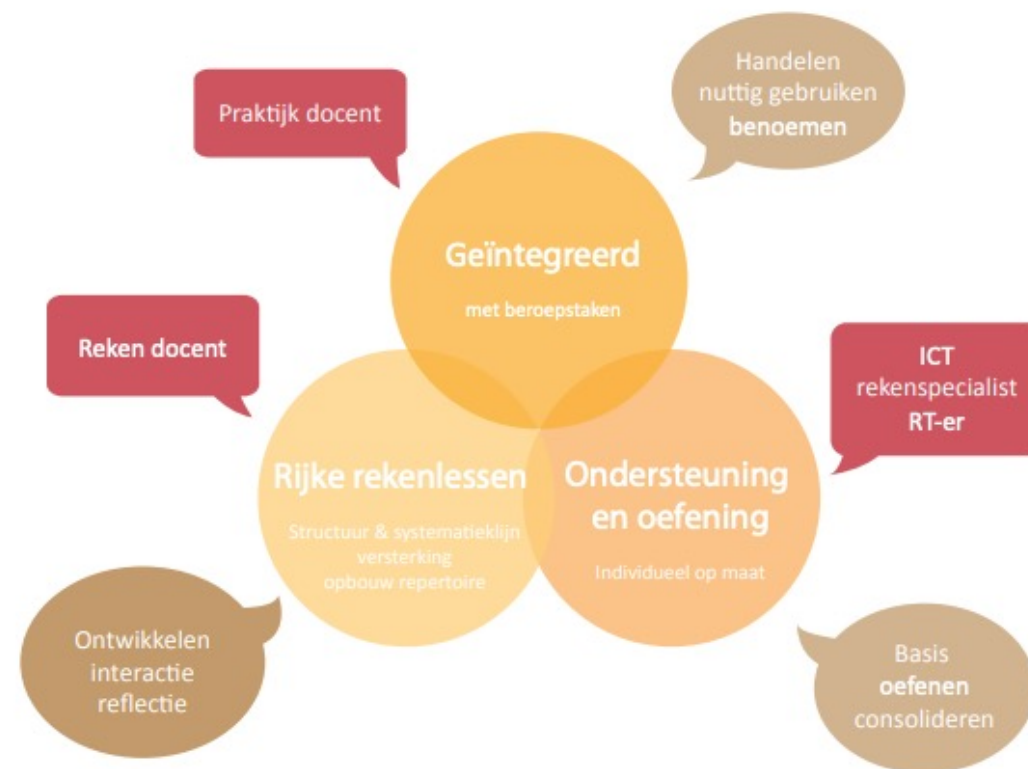 Handelen
nuttig gebruiken
benoemen
Praktijk docent
Geïntegreerd
met beroepstaken
Reken docent
ICT
rekenspecialist
RT-er
Rijke rekenlessen
Structuur & systematieklijn
versterking
opbouw repertoire
Ondersteuning
en oefening
Individueel op maat
Ontwikkelen
interactie
reflectie
Basis
oefenen
consolideren